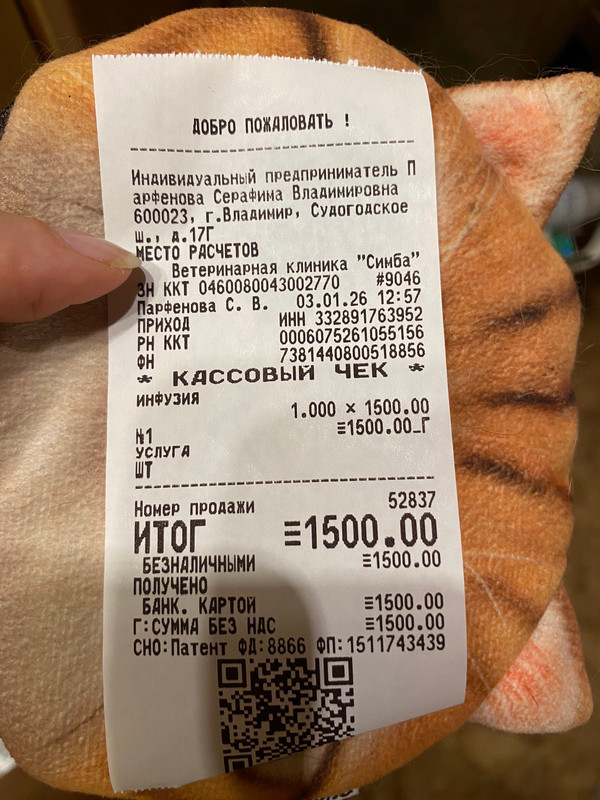 ДОБРО ПОЖАЛОВАТЬ !
Индивидуальный предприниматель П
арфенова Серафима Владимировна
600023, г.Владимир, Судогодское
ш., д.17Г
МЕСТО РАСЧЕТОВ
Ветеринарная клиника "Симба"
ЗН ККТ 0460080043002770 #9046
Парфенова С. В. 03.01.26 12:57
ПРИХОД ИНН 332891763952
РН ККТ 0006075261055156
ФН 7381440800518856
* КАССОВЫЙ ЧЕК *
ИНФУЗИЯ
1.000 × 1500.00
№1 ≡1500.00_Г
УСЛУГА
ШТ
Номер продажи 52837
ИТОГ ≡1500.00
БЕЗНАЛИЧНЫМИ ≡1500.00
ПОЛУЧЕНО
БАНК. КАРТОЙ ≡1500.00
Г:СУММА БЕЗ НДС ≡1500.00
СНО:Патент ФД:8866 ФП:1511743439